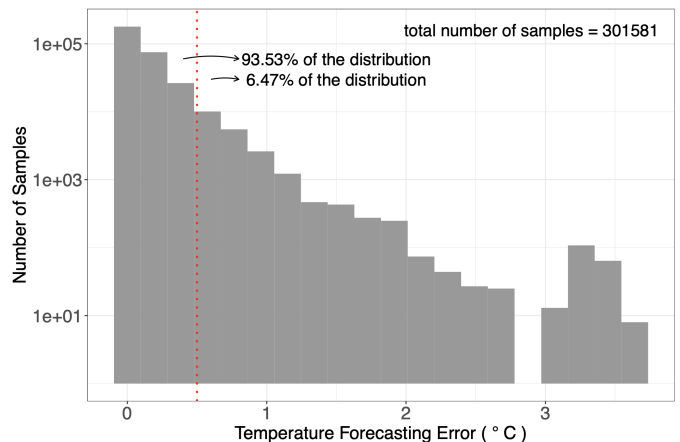 total number of samples = 301581
1e+05
93.53% of the distribution
6.47% of the distribution
Number of Samples
1e+03
1e+01
0 1 2 3
Temperature Forecasting Error ( ° C )